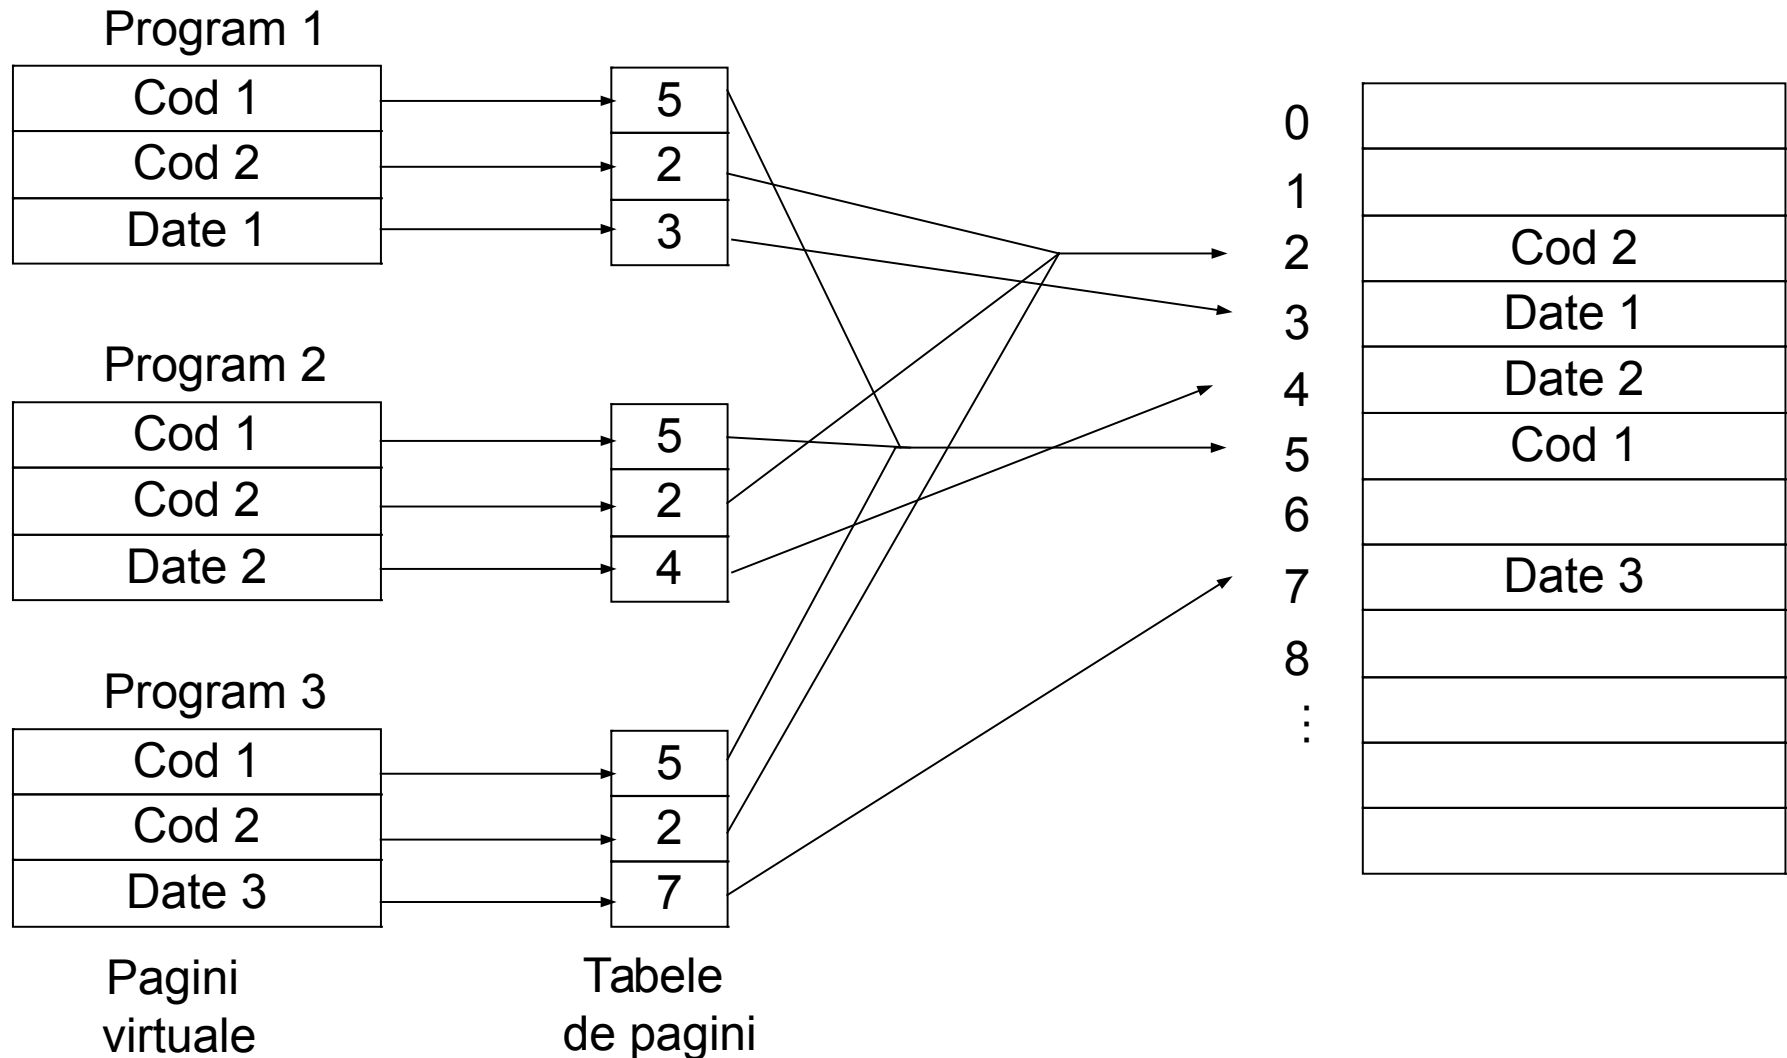 Program 1
Cod 1
Cod 2
Date 1
5
2
3
Program 2
Cod 1
Cod 2
Date 2
5
2
4
Program 3
Cod 1
Cod 2
Date 3
5
2
7
Pagini
virtuale
Tabele
de pagini
0
1
2
3
4
5
6
7
8
...
Cod 2
Date 1
Date 2
Cod 1
Date 3